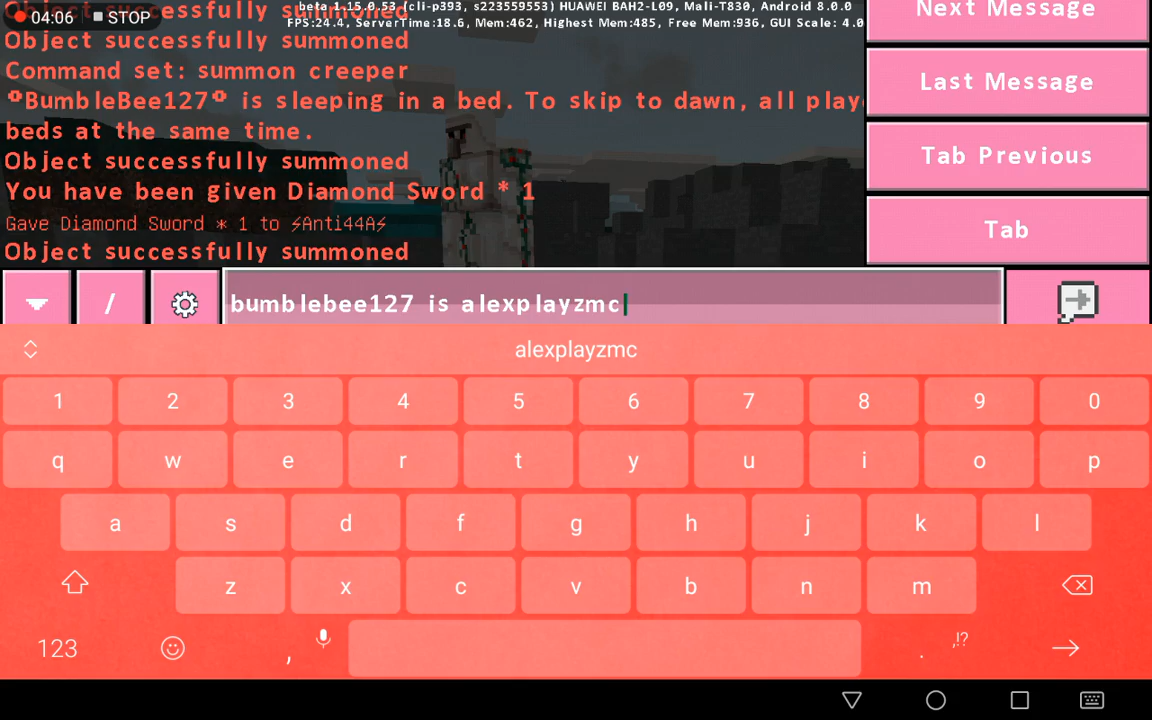 Object successfully summoned
beta 1.15.0.53 (cli-p393, s223559553) HUAWEI BAH2-L09, Mali-T830, Android 8.0.0
04:06 STOP
FPS:24.4, ServerTime:18.6, Mem:462, Highest Mem:485, Free Mem:936, GUI Scale: 4.0
Next Message
Object successfully summoned
Command set: summon creeper
Last Message
*BumbleBee127* is sleeping in a bed. To skip to dawn, all play
beds at the same time.
Tab Previous
Object successfully summoned
You have been given Diamond Sword * 1
Gave Diamond Sword * 1 to ⚡Anti44A⚡
Tab
Object successfully summoned
/
bumblebee127 is alexplayzmc
alexplayzmc
1 2 3 4 5 6 7 8 9 0
q w e r t y u i o p
a s d f g h j k l
z x c v b n m
123 , . ,!?